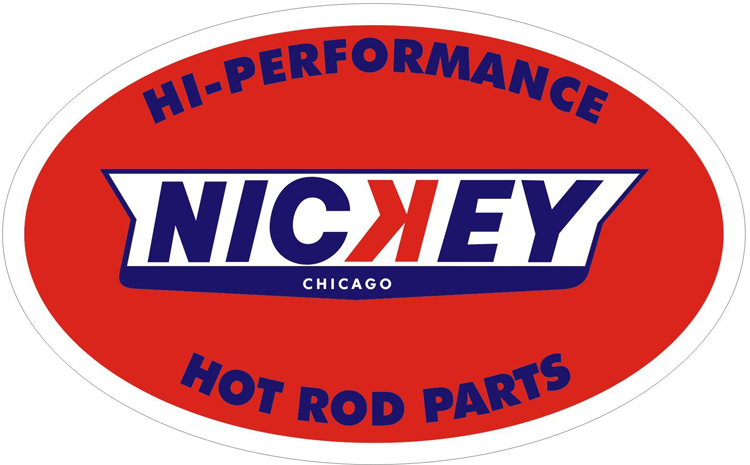 HI-PERFORMANCE
NICKEY
CHICAGO
HOT ROD PARTS